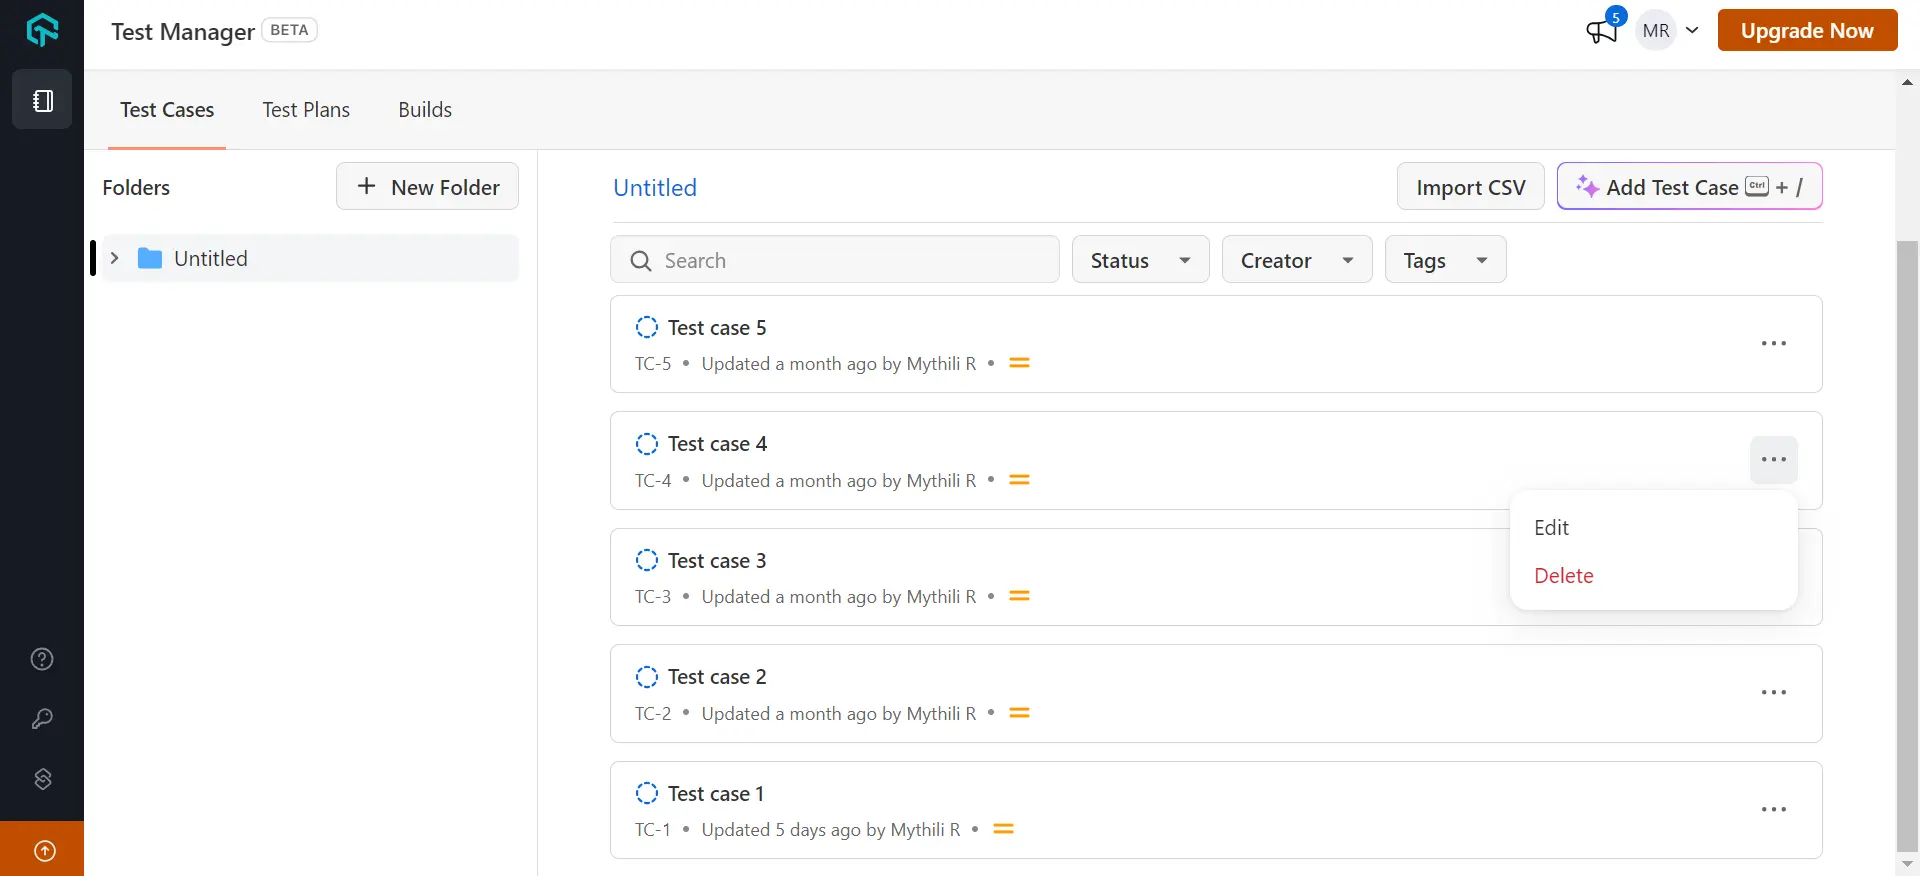 Test Manager BETA
5
MR
Upgrade Now
Test Cases
Test Plans
Builds
Folders
+ New Folder
Untitled
Untitled
Import CSV
Add Test Case Ctrl + /
Search
Status
Creator
Tags
Test case 5
TC-5 • Updated a month ago by Mythili R •
Test case 4
TC-4 • Updated a month ago by Mythili R •
Edit
Delete
Test case 3
TC-3 • Updated a month ago by Mythili R •
Test case 2
TC-2 • Updated a month ago by Mythili R •
Test case 1
TC-1 • Updated 5 days ago by Mythili R •